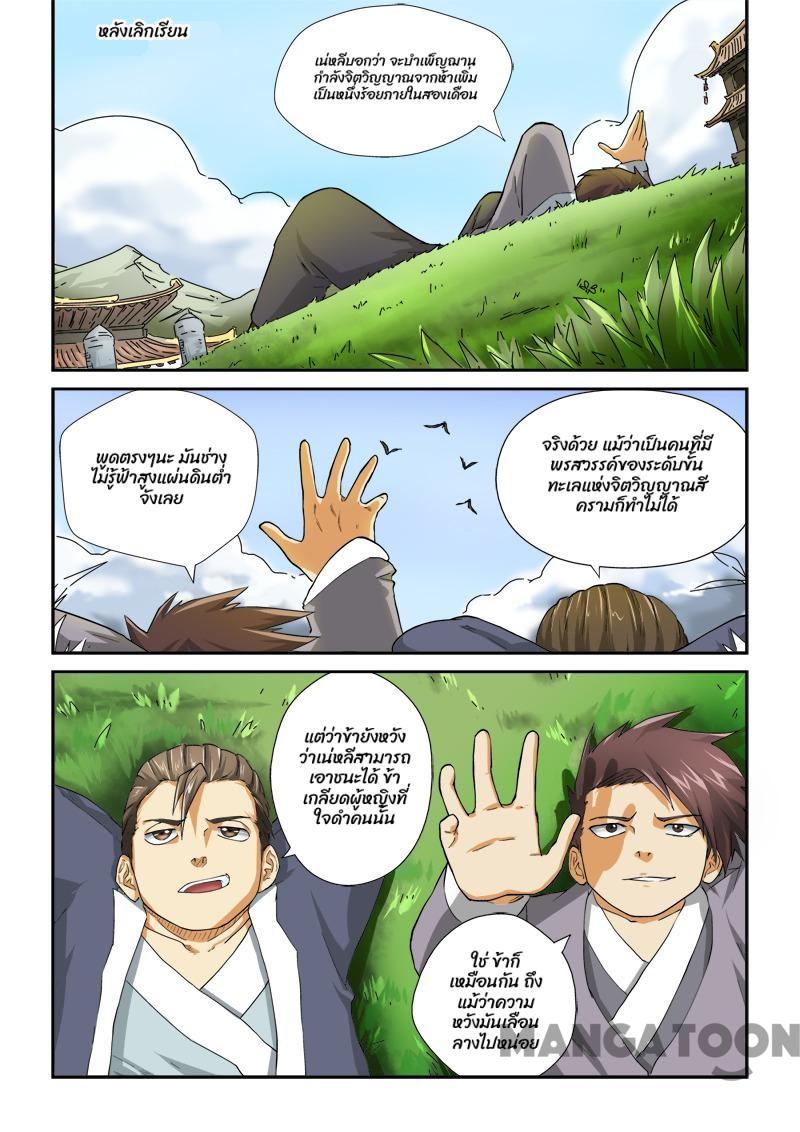 หลังเลิกเรียน
เน่หลีบอกว่า จะบำเพ็ญฌาน
กำลังจิตวิญญาณจากห้าเพิ่ม
เป็นหนึ่งร้อยภายในสองเดือน
พูดตรงๆนะ มันช่าง
ไม่รู้ฟ้าสูงแผ่นดินต่ำ
จังเลย
จริงด้วย แม้ว่าเป็นคนที่มี
พรสวรรค์ของระดับขั้น
ทะเลแห่งจิตวิญญาณสี
ครามก็ทำไม่ได้
แต่ว่าข้ายังหวัง
ว่าเน่หลีสามารถ
เอาชนะได้ ข้า
เกลียดผู้หญิงที่
ใจดำคนนั้น
ใช่ ข้าก็
เหมือนกัน ถึง
แม้ว่าความ
หวังมันเลือน
ลางไปหน่อย
MANGATOON